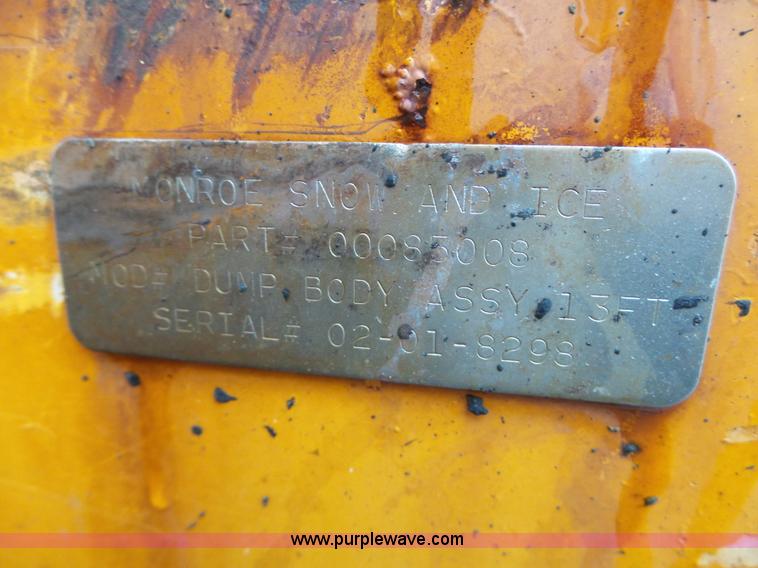 MONROE SNOW AND ICE
PART# 00085008
MOD# DUMP BODY ASSY 13FT
SERIAL# 02-01-8298
www.purplewave.com